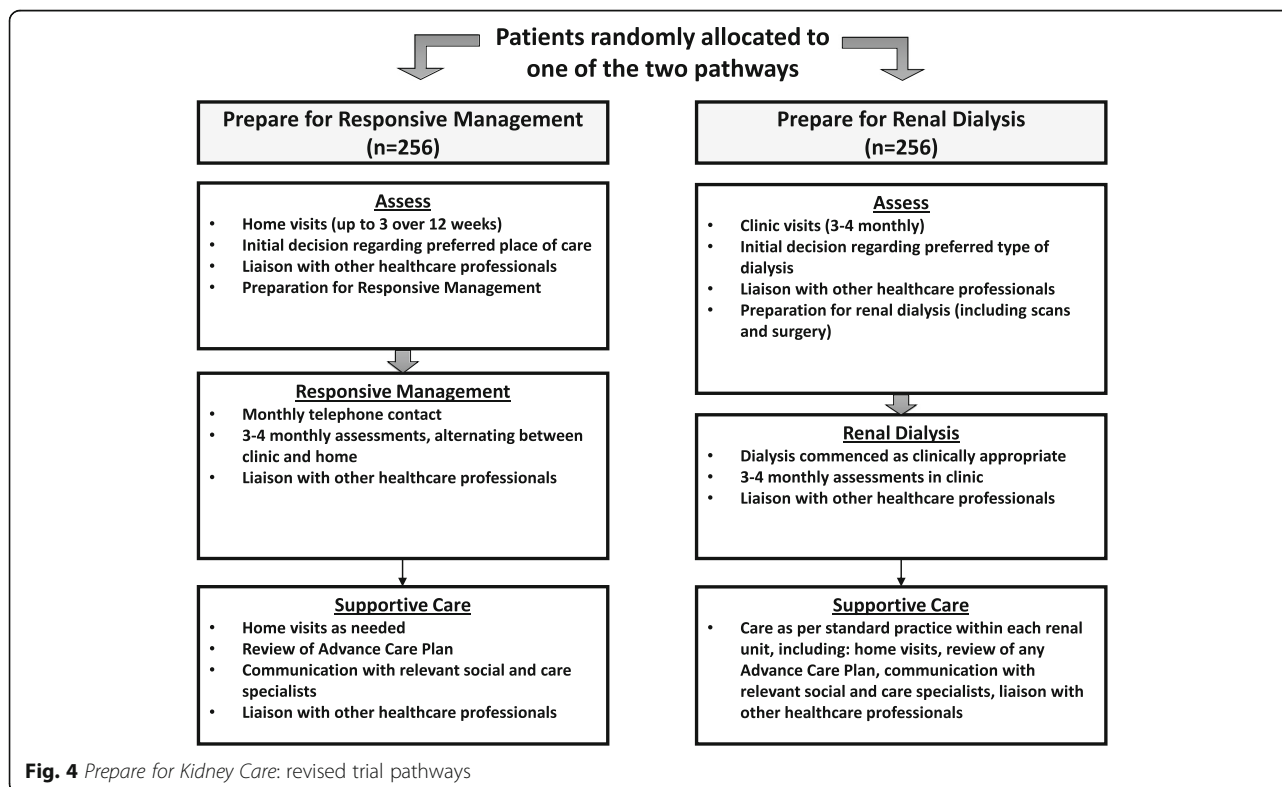 Patients randomly allocated to
one of the two pathways
Prepare for Responsive Management
(n=256)
Assess
• Home visits (up to 3 over 12 weeks)
• Initial decision regarding preferred place of care
• Liaison with other healthcare professionals
• Preparation for Responsive Management
Responsive Management
• Monthly telephone contact
• 3-4 monthly assessments, alternating between
clinic and home
• Liaison with other healthcare professionals
Supportive Care
• Home visits as needed
• Review of Advance Care Plan
• Communication with relevant social and care
specialists
• Liaison with other healthcare professionals
Prepare for Renal Dialysis
(n=256)
Assess
• Clinic visits (3-4 monthly)
• Initial decision regarding preferred type of
dialysis
• Liaison with other healthcare professionals
• Preparation for renal dialysis (including scans
and surgery)
Renal Dialysis
• Dialysis commenced as clinically appropriate
• 3-4 monthly assessments in clinic
• Liaison with other healthcare professionals
Supportive Care
• Care as per standard practice within each renal
unit, including: home visits, review of any
Advance Care Plan, communication with
relevant social and care specialists, liaison with
other healthcare professionals
Fig. 4 Prepare for Kidney Care: revised trial pathways